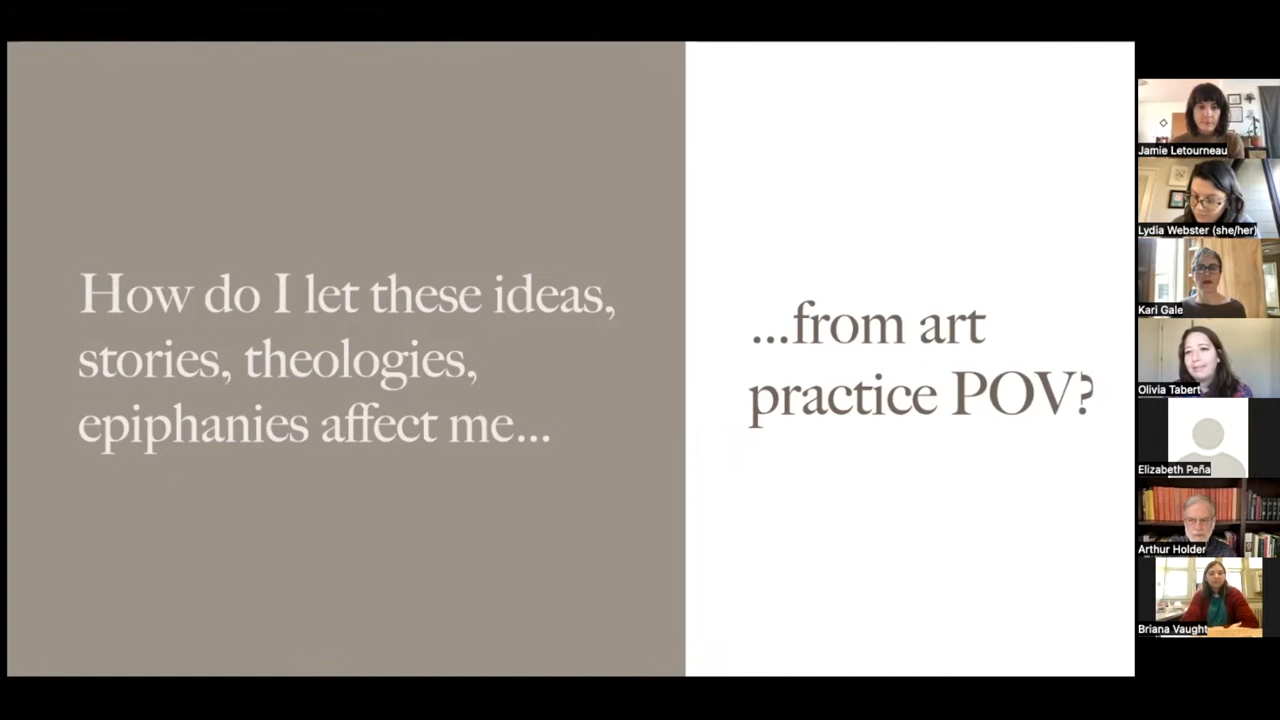 How do I let these ideas,
stories, theologies,
epiphanies affect me...
...from art
practice POV?
Jamie Letourneau
Lydia Webster (she/her)
Kari Gale
Olivia Tabert
Elizabeth Peña
Arthur Holder
Briana Vaught